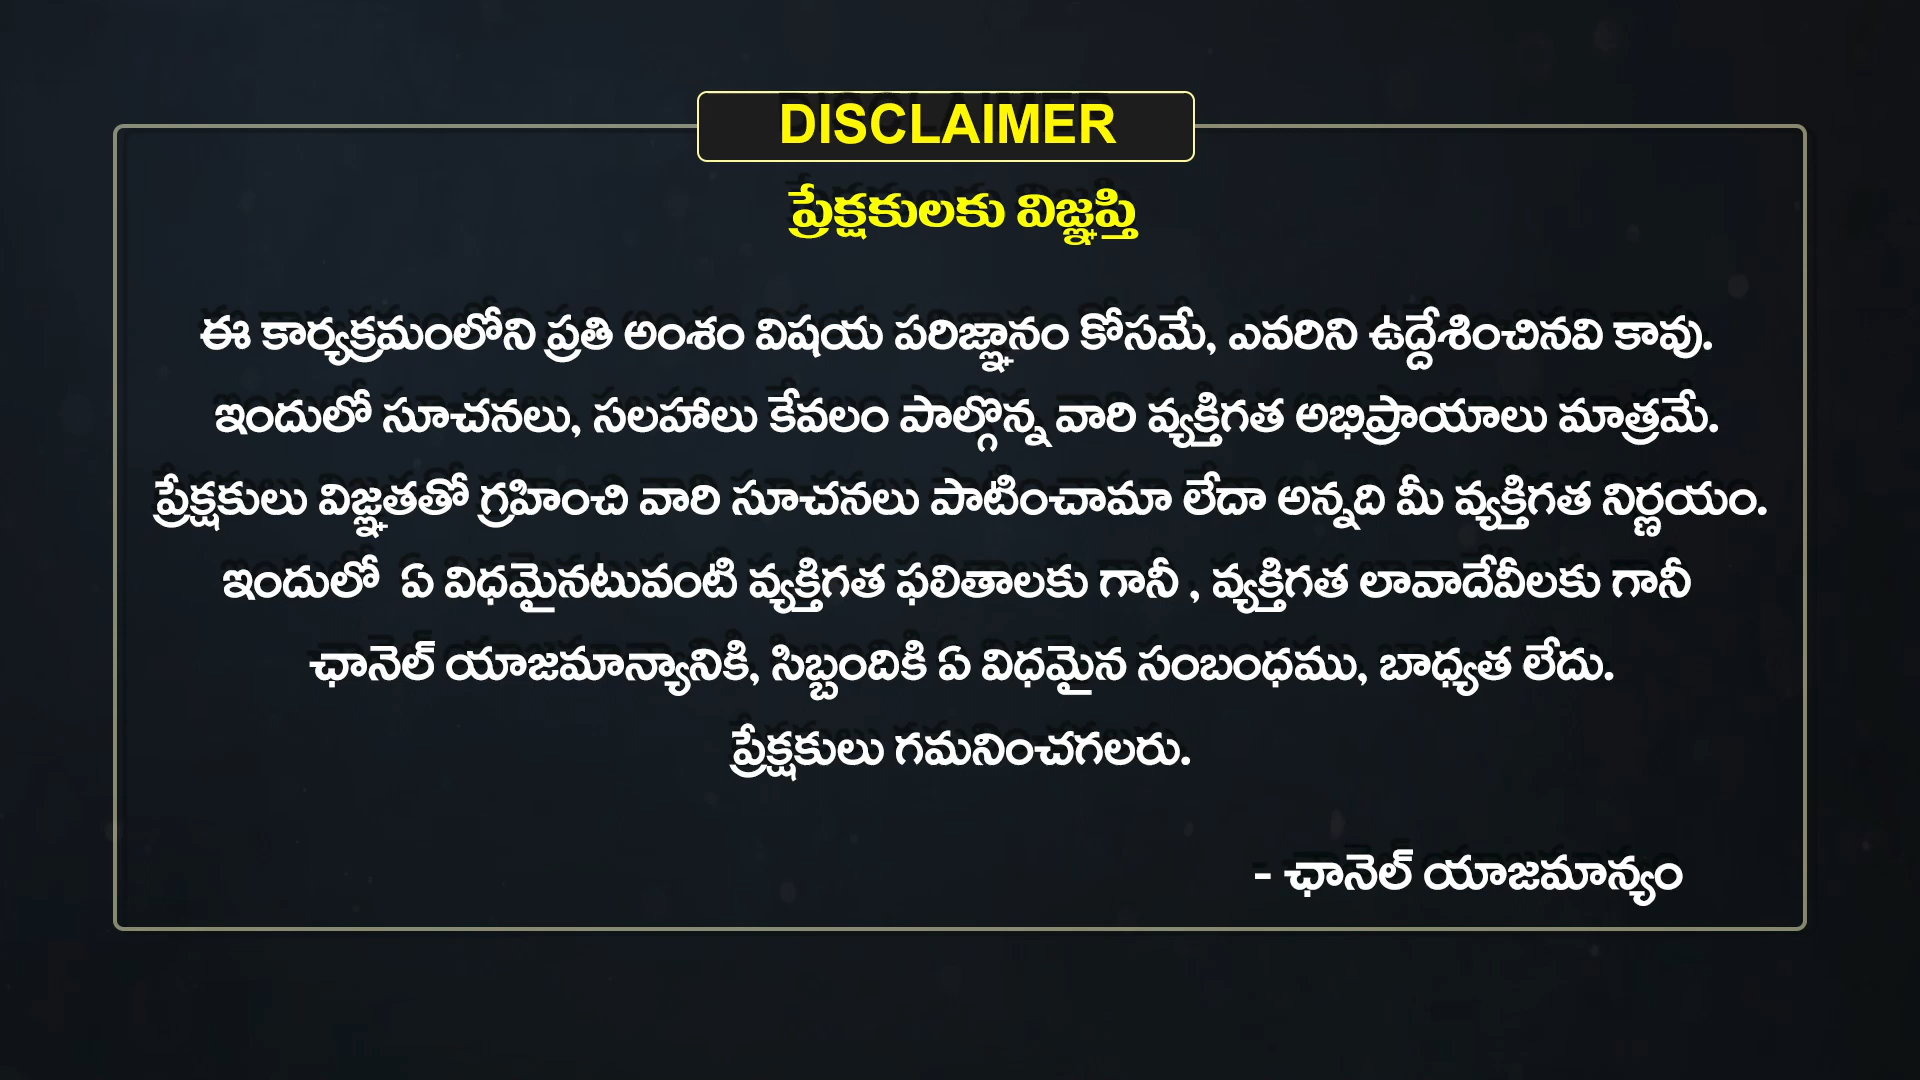 DISCLAIMER
ప్రేక్షకులకు విజ్ఞప్తి
ఈ కార్యక్రమంలోని ప్రతి అంశం విషయ పరిజ్ఞానం కోసమే, ఎవరిని ఉద్దేశించినవి కావు.
ఇందులో సూచనలు, సలహాలు కేవలం పాల్గొన్న వారి వ్యక్తిగత అభిప్రాయాలు మాత్రమే.
ప్రేక్షకులు విజ్ఞతతో గ్రహించి వారి సూచనలు పాటించామా లేదా అన్నది మీ వ్యక్తిగత నిర్ణయం.
ఇందులో ఏ విధమైనటువంటి వ్యక్తిగత ఫలితాలకు గానీ , వ్యక్తిగత లావాదేవీలకు గానీ
ఛానెల్ యాజమాన్యానికి, సిబ్బందికి ఏ విధమైన సంబంధము, బాధ్యత లేదు.
ప్రేక్షకులు గమనించగలరు.
- ఛానెల్ యాజమాన్యం